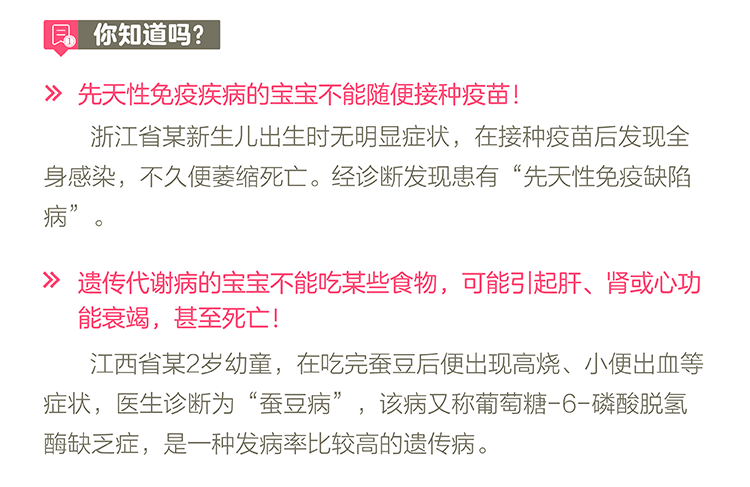 你知道吗?
先天性免疫疾病的宝宝不能随便接种疫苗!
浙江省某新生儿出生时无明显症状,在接种疫苗后发现全
身感染,不久便萎缩死亡。经诊断发现患有“先天性免疫缺陷
病”。
遗传代谢病的宝宝不能吃某些食物,可能引起肝、肾或心功
能衰竭,甚至死亡!
江西省某2岁幼童,在吃完蚕豆后便出现高烧、小便出血等
症状,医生诊断为“蚕豆病”,该病又称葡萄糖-6-磷酸脱氢
酶缺乏症,是一种发病率比较高的遗传病。